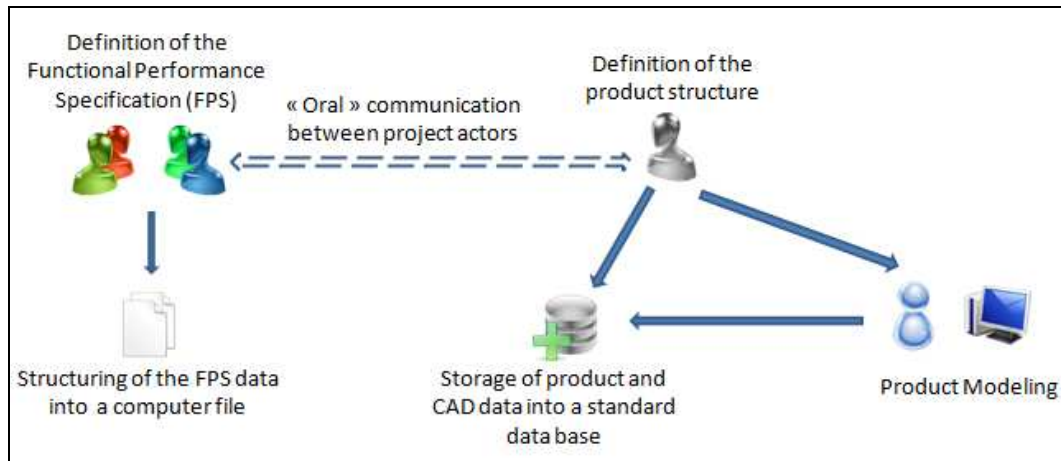 Definition of the
Functional Performance
Specification (FPS)
« Oral » communication
between project actors
Definition of the
product structure
Structuring of the FPS data
into a computer file
Storage of product and
CAD data into a standard
data base
Product Modeling